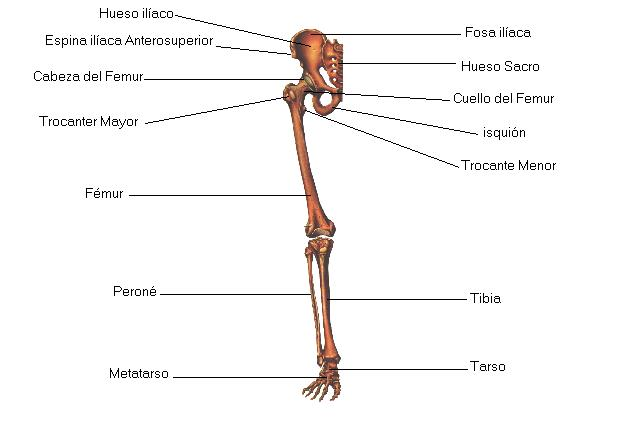 Hueso ilíaco
Fosa ilíaca
Espina ilíaca Anterosuperior
Hueso Sacro
Cabeza del Femur
Cuello del Femur
Trocanter Mayor
isquión
Trocante Menor
Fémur
Peroné
Tibia
Metatarso
Tarso